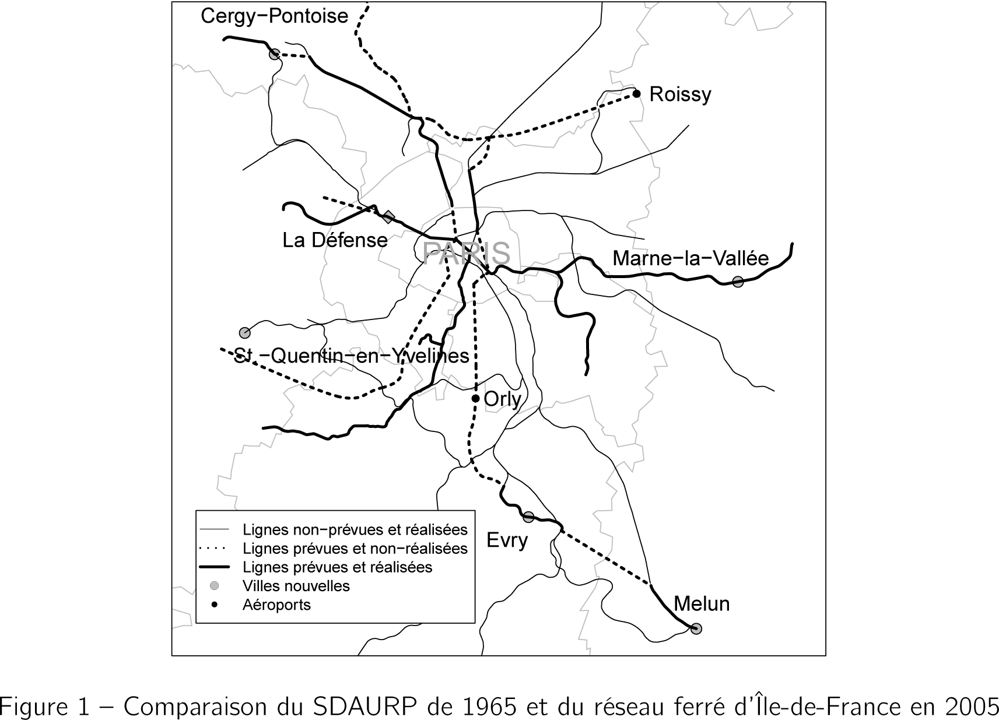 Cergy−Pontoise
Roissy
La Défense
PARIS
Marne−la−Vallée
St.−Quentin−en−Yvelines
Orly
Evry
Melun
Lignes non−prévues et réalisées
Lignes prévues et non−réalisées
Lignes prévues et réalisées
Villes nouvelles
Aéroports
Figure 1 – Comparaison du SDAURP de 1965 et du réseau ferré d'Île-de-France en 2005